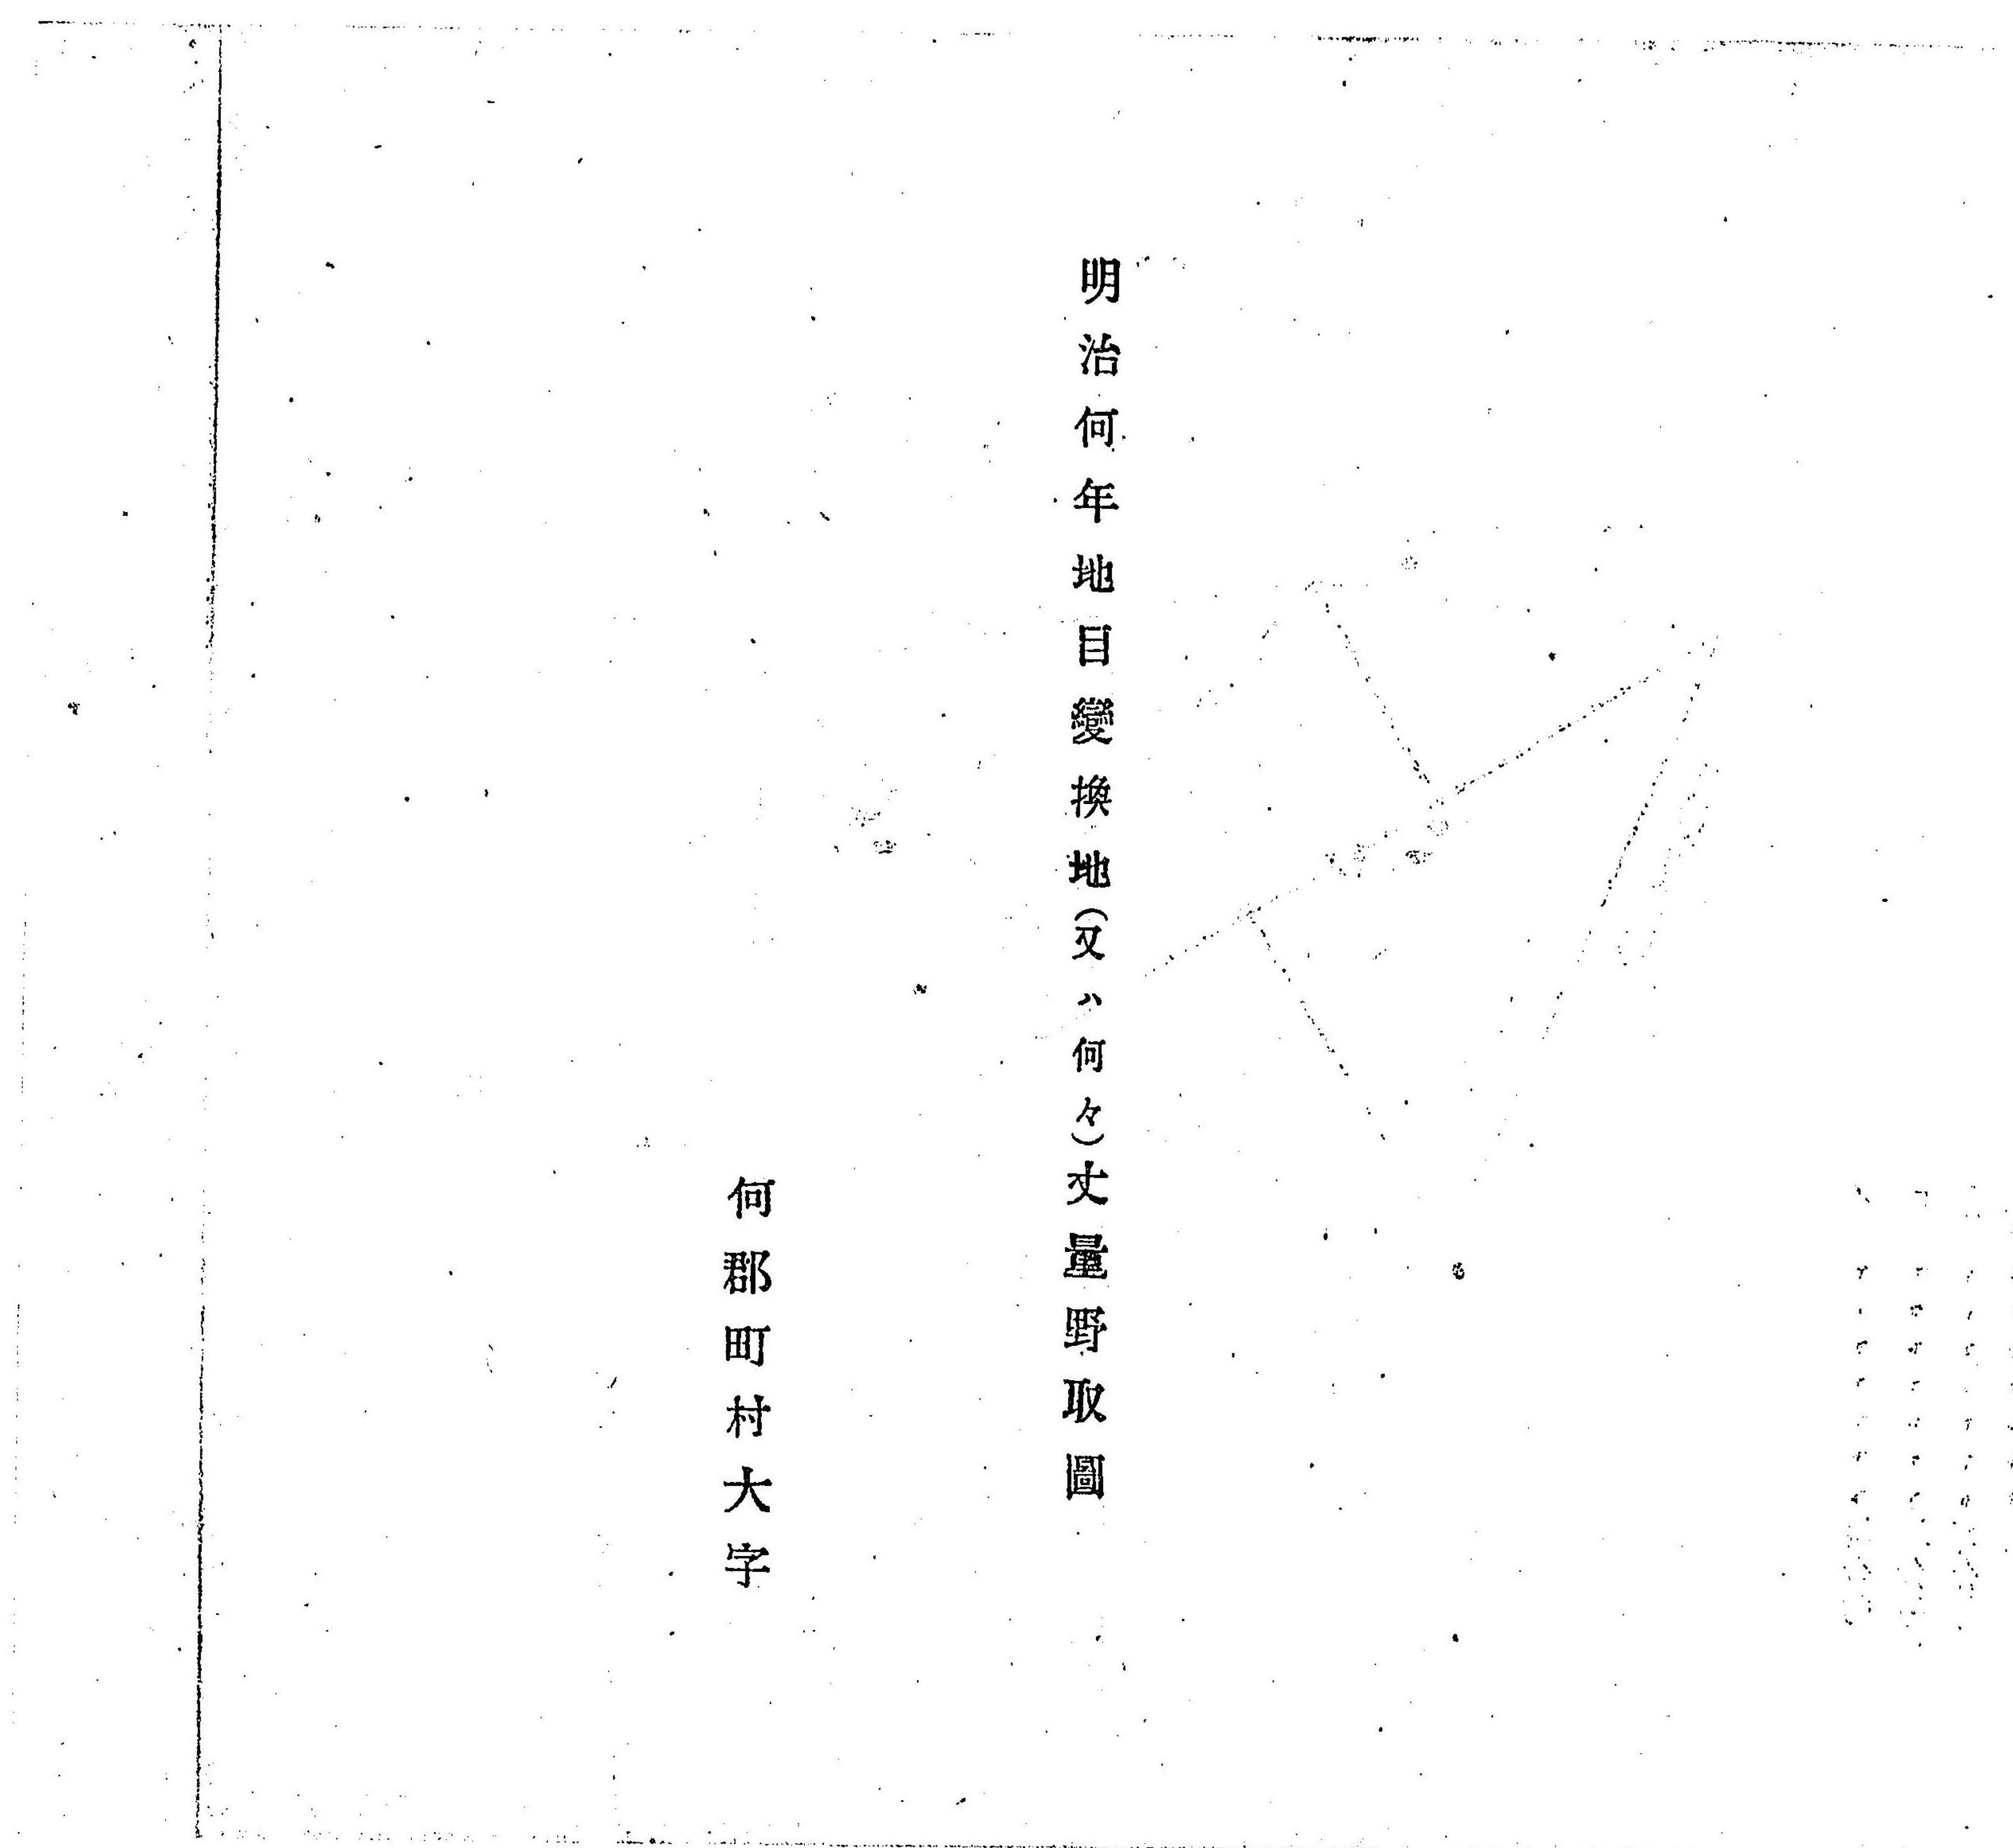 明治何年地目變換地(又ハ何々)丈量野取圖
何郡町村大字